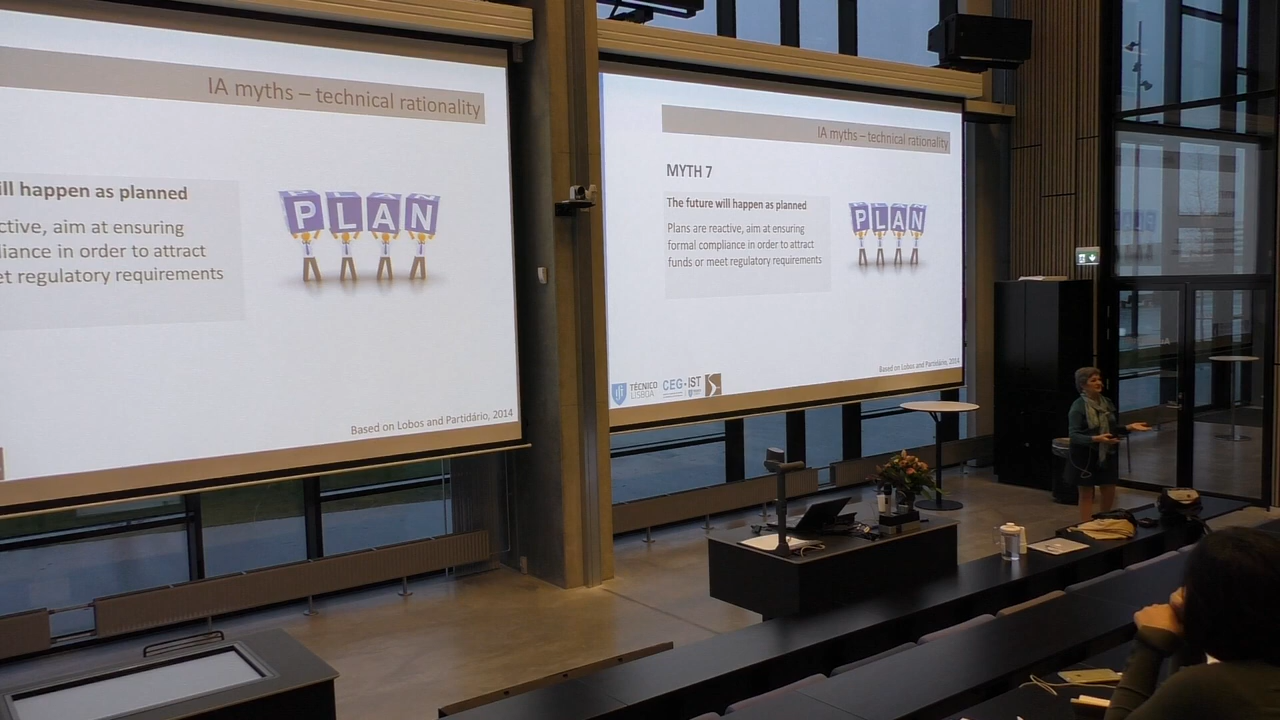 IA myths – technical rationality
ill happen as planned
ctive, aim at ensuring
liance in order to attract
et regulatory requirements
PLAN
Based on Lobos and Partidário, 2014
IA myths – technical rationality
MYTH 7
The future will happen as planned
Plans are reactive, aim at ensuring
formal compliance in order to attract
funds or meet regulatory requirements
PLAN
Based on Lobos and Partidário, 2014
TÉCNICO
LISBOA
CEG-IST